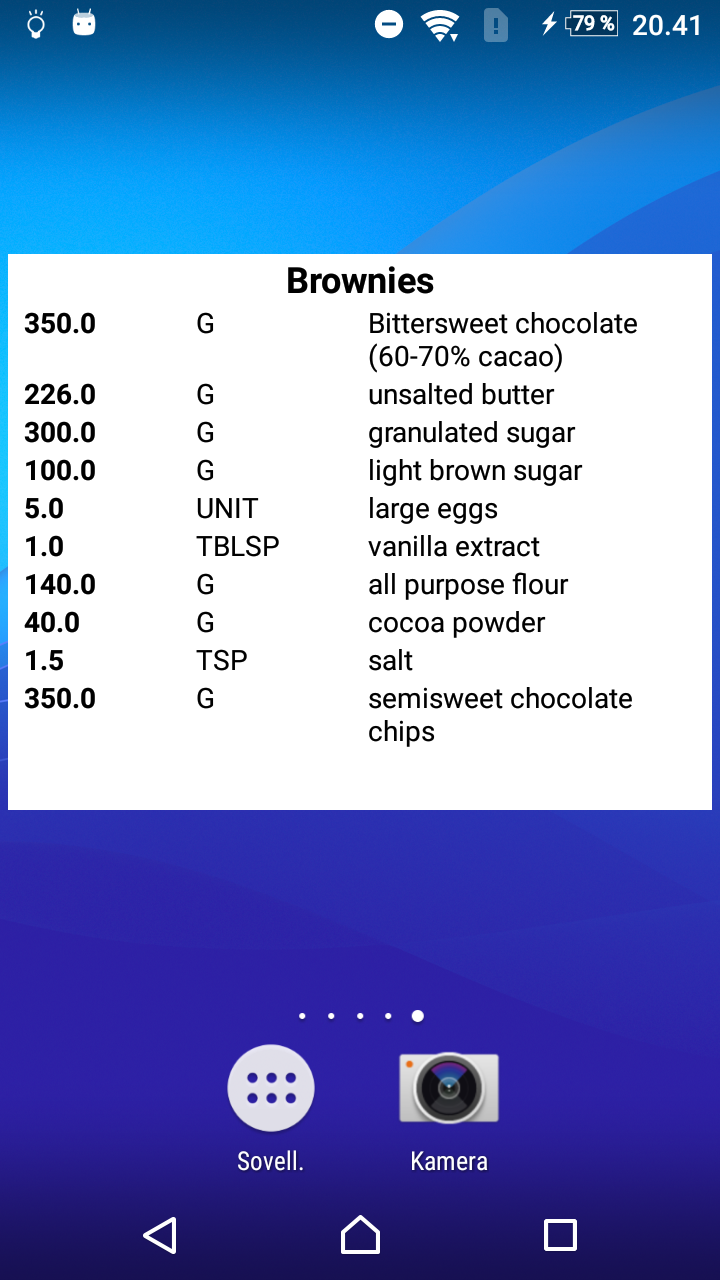 79 % 20.41
Brownies
350.0 G Bittersweet chocolate
(60-70% cacao)
226.0 G unsalted butter
300.0 G granulated sugar
100.0 G light brown sugar
5.0 UNIT large eggs
1.0 TBLSP vanilla extract
140.0 G all purpose flour
40.0 G cocoa powder
1.5 TSP salt
350.0 G semisweet chocolate
chips
Sovell. Kamera